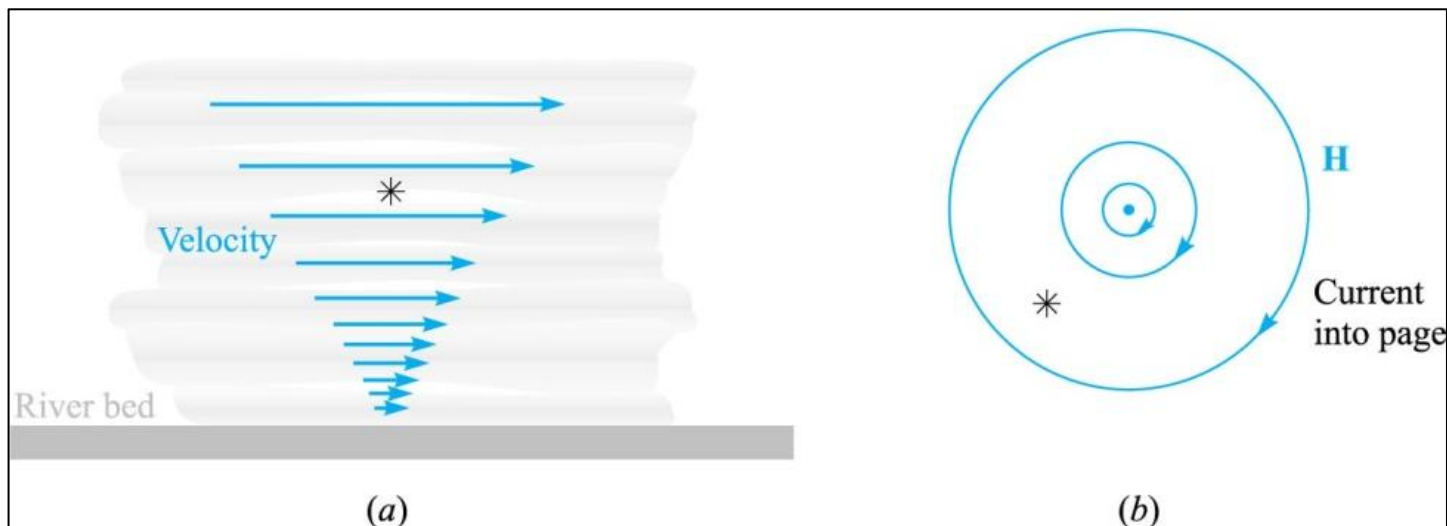 Velocity
River bed
(a)
H
Current
into page
(b)